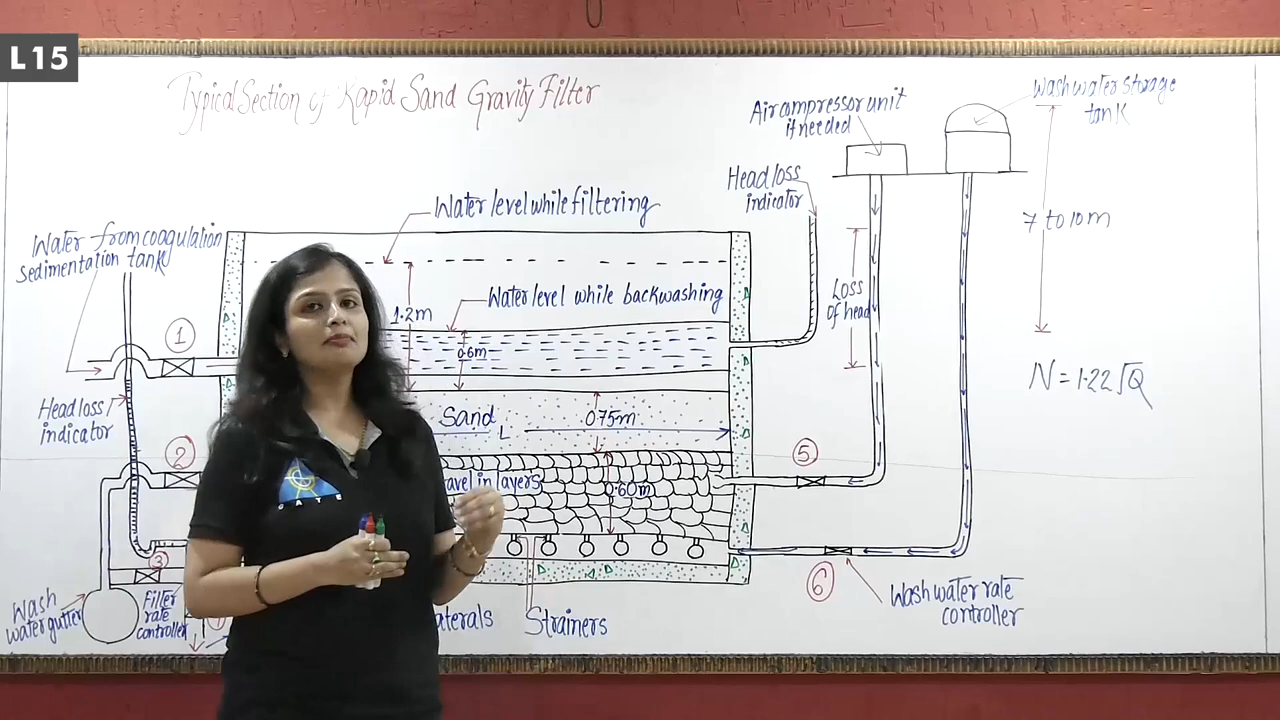 L15
Typical Section of Rapid Sand Gravity Filter
Air compressor unit
if needed
Wash water storage
tank
Head loss
indicator
Water level while filtering
Water from coagulation
sedimentation tank
7 to 10 m
1.2m
Water level while backwashing
Loss
of head
0.6m
1
N = 1.22√Q
Head loss
indicator
Sand
0.75m
L
2
5
avel in layers
0.60m
GATE
3
6
Wash
water gutter
Filter
rate
controller
aterals
Strainers
Wash water rate
controller